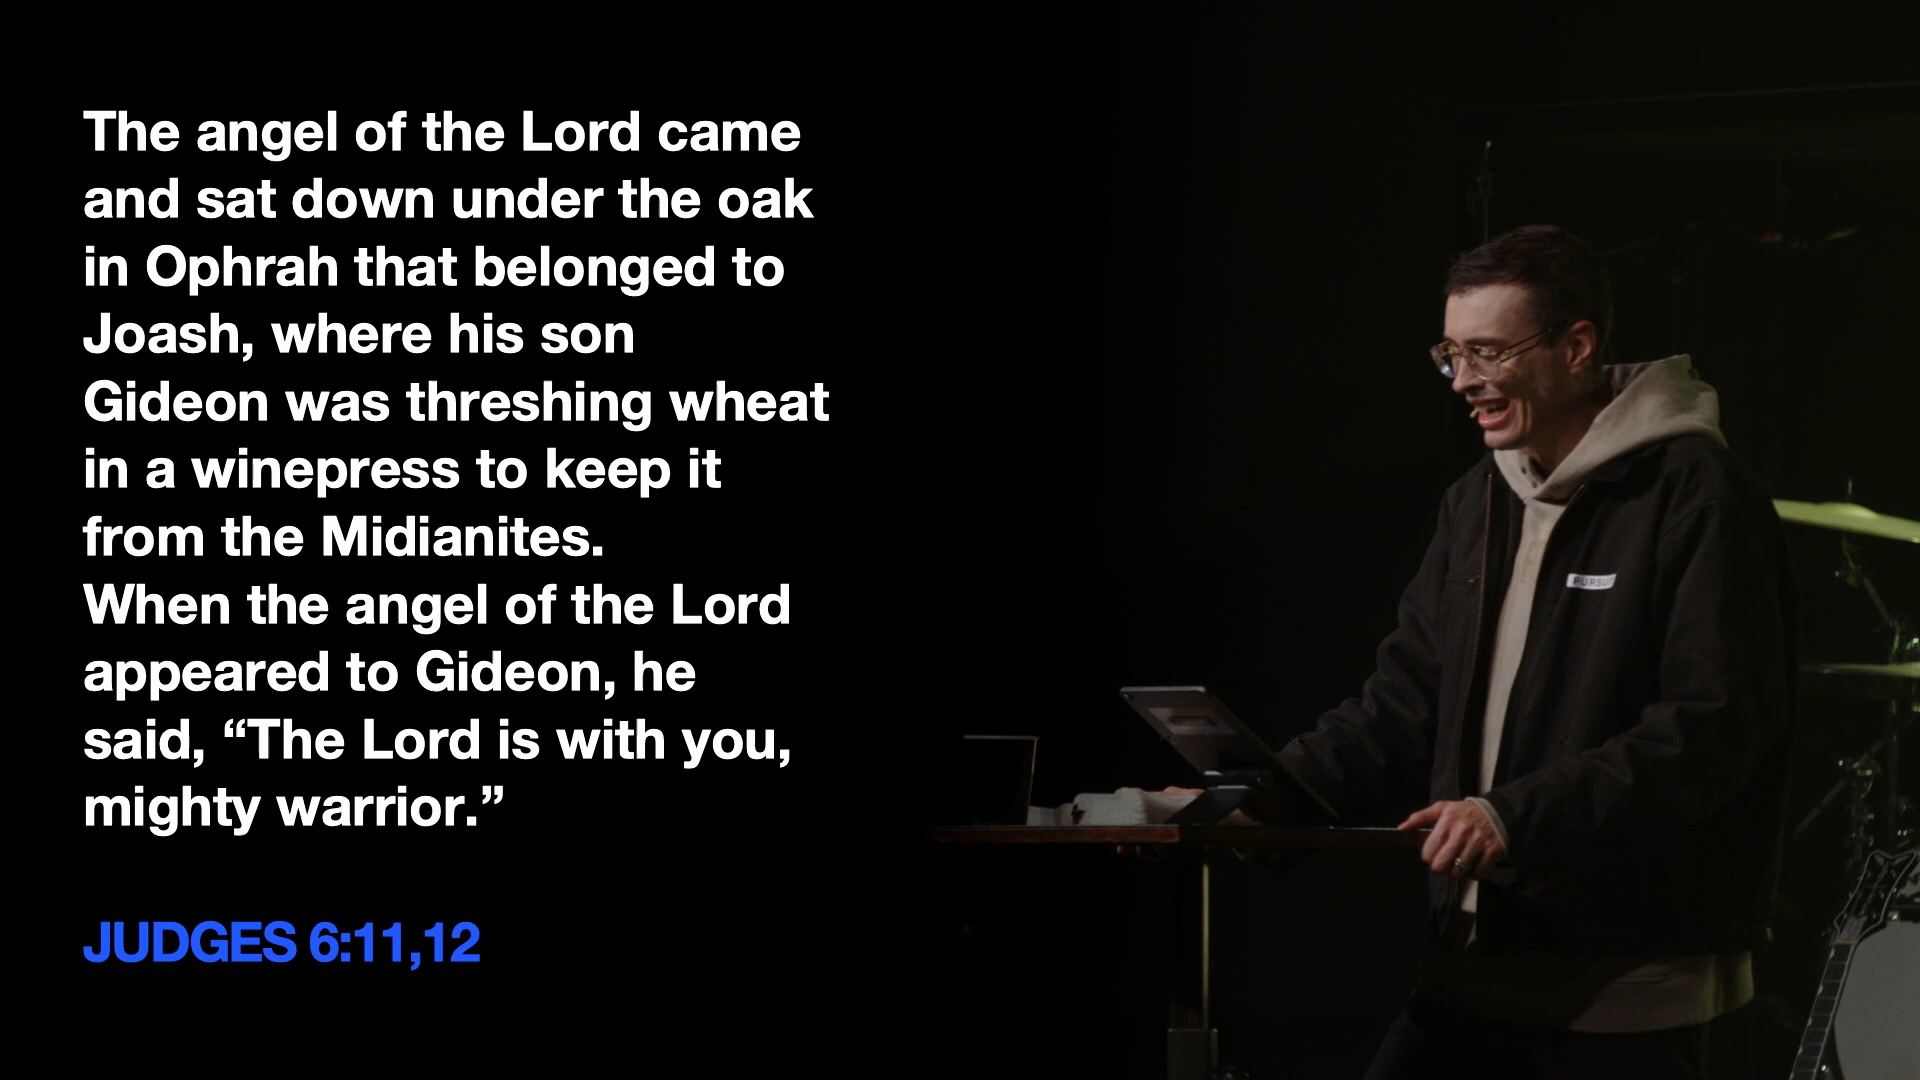 The angel of the Lord came
and sat down under the oak
in Ophrah that belonged to
Joash, where his son
Gideon was threshing wheat
in a winepress to keep it
from the Midianites.
When the angel of the Lord
appeared to Gideon, he
said, “The Lord is with you,
mighty warrior.”
JUDGES 6:11,12
PURSUIT